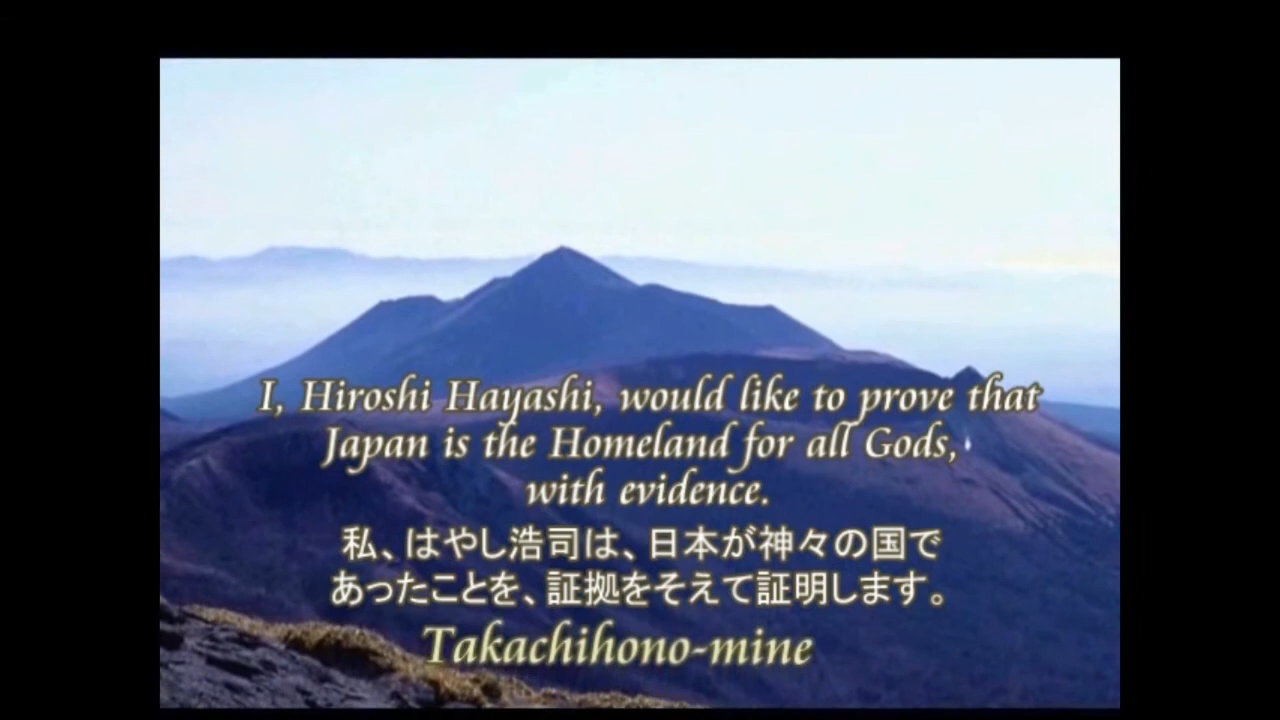 I, Hiroshi Hayashi, would like to prove that
Japan is the Homeland for all Gods,
with evidence.
私、はやし浩司は、日本が神々の国で
あったことを、証拠をそえて証明します。
Takachihono-mine